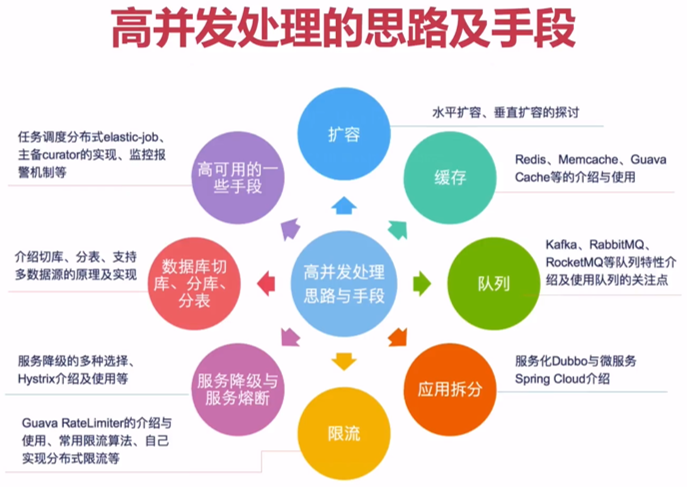 高并发处理的思路及手段
扩容
水平扩容、垂直扩容的探讨
缓存
Redis、Memcache、Guava
Cache等的介绍与使用
队列
Kafka、RabbitMQ、
RocketMQ等队列特性介
绍及使用队列的关注点
应用拆分
服务化Dubbo与微服务
Spring Cloud介绍
限流
Guava RateLimiter的介绍与
使用、常用限流算法、自己
实现分布式限流等
服务降级与
服务熔断
服务降级的多种选择、
Hystrix介绍及使用等
数据库切
库、分库、
分表
介绍切库、分表、支持
多数据源的原理及实现
高可用的一
些手段
任务调度分布式elastic-job、
主备curator的实现、监控报
警机制等
高并发处理
思路与手段